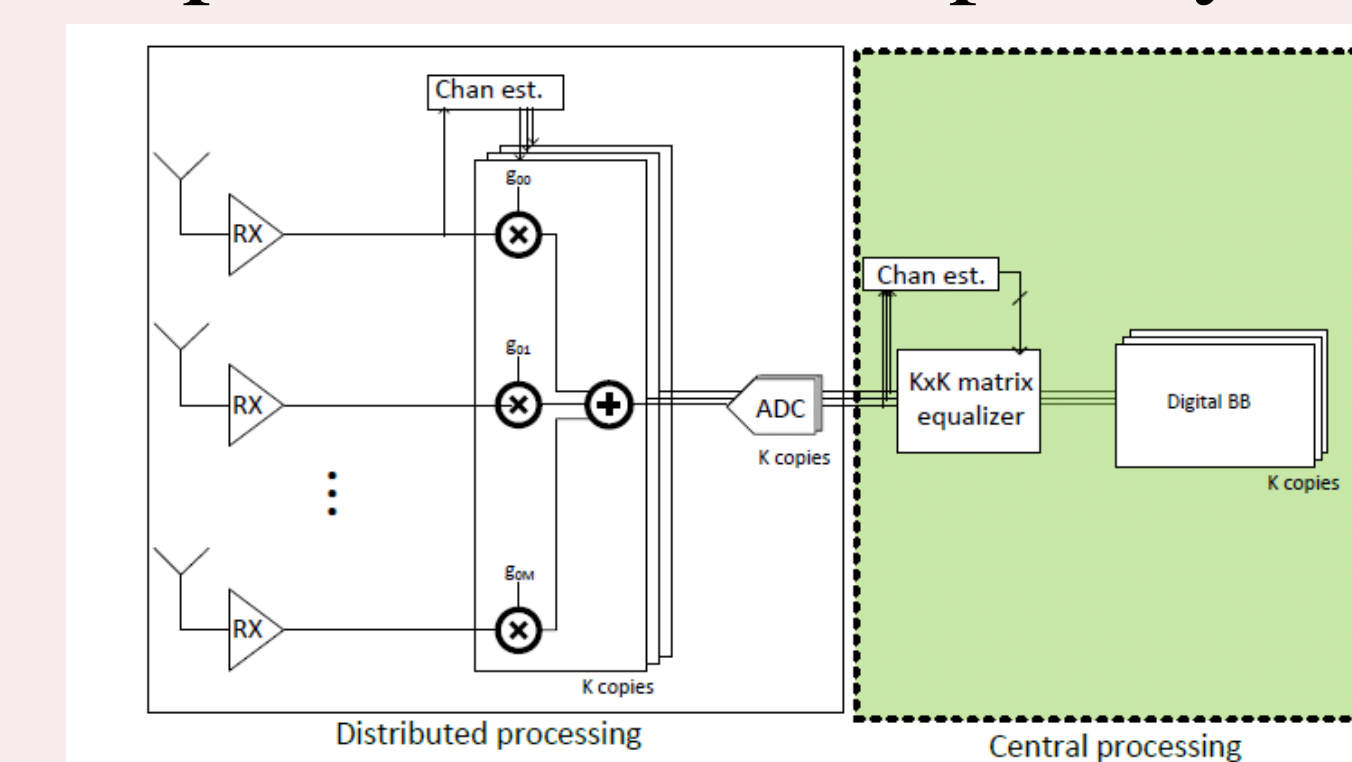 Chan est.
g00
RX
g01
RX
ADC
K copies
g0M
RX
K copies
Distributed processing
Chan est.
KxK matrix
equalizer
Digital BB
K copies
Central processing